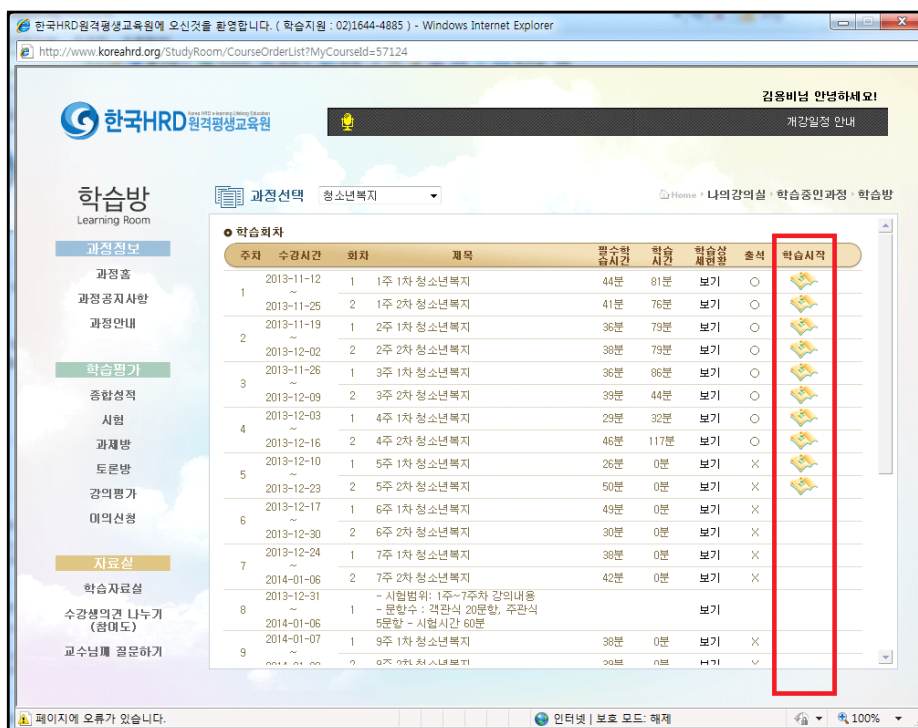 한국HRD원격평생교육원에 오신것을 환영합니다. ( 학습지원 : 02)1644-4885 ) - Windows Internet Explorer
http://www.koreahrd.org/StudyRoom/CourseOrderList?MyCourseId=57124
김용비님 안녕하세요!
한국HRD원격평생교육원
개강일정 안내
학습방
Learning Room
과정선택 청소년복지
Home 나의강의실 학습중인과정 학습방
과정정보
과정홈
과정공지사항
과정안내
학습평가
종합성적
시험
과제방
토론방
강의평가
이의신청
자료실
학습자료실
수강생의견 나누기
(참여도)
교수님께 질문하기
학습회차
주차 수강시간 회차 제목 필수학습시간 학습시간 학습상세현황 출석 학습시작
1 2013-11-12 ~ 2013-11-25
1 1주 1차 청소년복지 44분 81분 보기 ○
2 1주 2차 청소년복지 41분 76분 보기 ○
2 2013-11-19 ~ 2013-12-02
1 2주 1차 청소년복지 36분 79분 보기 ○
2 2주 2차 청소년복지 38분 79분 보기 ○
3 2013-11-26 ~ 2013-12-09
1 3주 1차 청소년복지 36분 86분 보기 ○
2 3주 2차 청소년복지 39분 44분 보기 ○
4 2013-12-03 ~ 2013-12-16
1 4주 1차 청소년복지 29분 32분 보기 ○
2 4주 2차 청소년복지 46분 117분 보기 ○
5 2013-12-10 ~ 2013-12-23
1 5주 1차 청소년복지 26분 0분 보기 X
2 5주 2차 청소년복지 50분 0분 보기 X
6 2013-12-17 ~ 2013-12-30
1 6주 1차 청소년복지 49분 0분 보기 X
2 6주 2차 청소년복지 30분 0분 보기 X
7 2013-12-24 ~ 2014-01-06
1 7주 1차 청소년복지 38분 0분 보기 X
2 7주 2차 청소년복지 42분 0분 보기 X
8 2013-12-31 ~ 2014-01-06
1 - 시험범위: 1주~7주차 강의내용
- 문항수 : 객관식 20문항, 주관식
5문항 - 시험시간 60분
보기
9 2014-01-07
1 9주 1차 청소년복지 38분 0분 보기 X
2 9주 2차 청소년복지 39분 0분 보기 X
페이지에 오류가 있습니다.
인터넷 | 보호 모드: 해제
100%